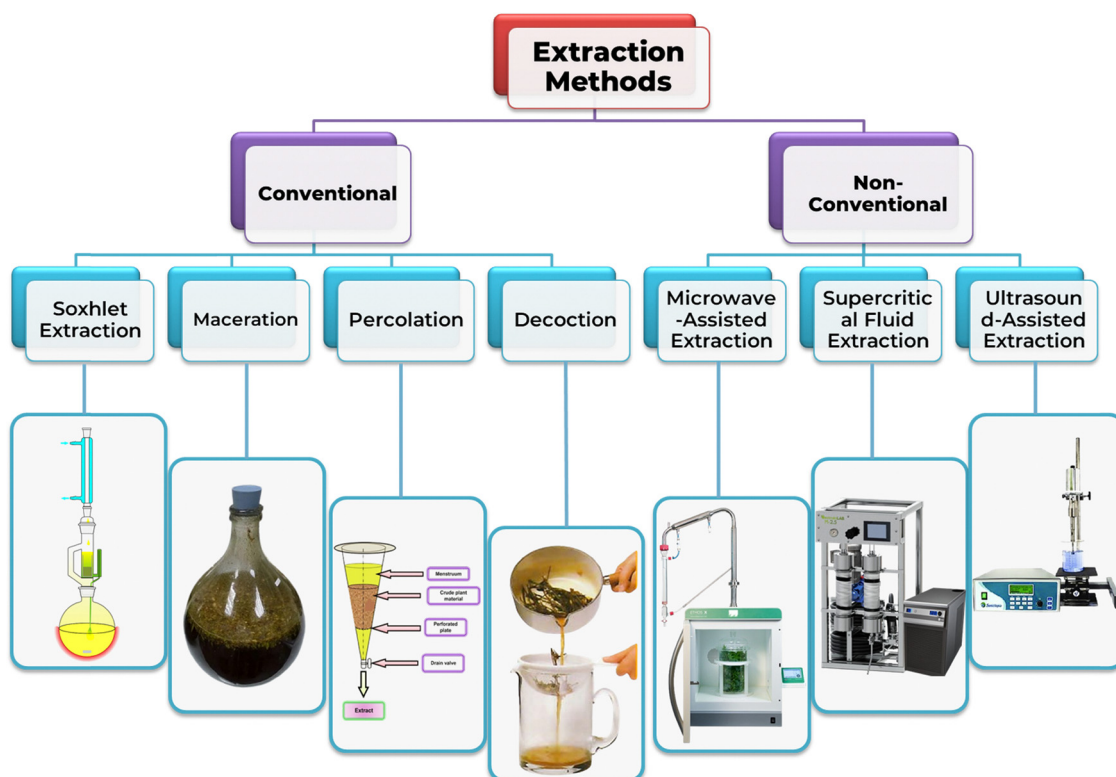 Extraction
Methods
Conventional
Non-
Conventional
Soxhlet
Extraction
Maceration
Percolation
Decoction
Microwave
-Assisted
Extraction
Supercritic
al Fluid
Extraction
Ultrasoun
d-Assisted
Extraction
Menstruum
Crude plant
material
Perforated
plate
Drain valve
Extract